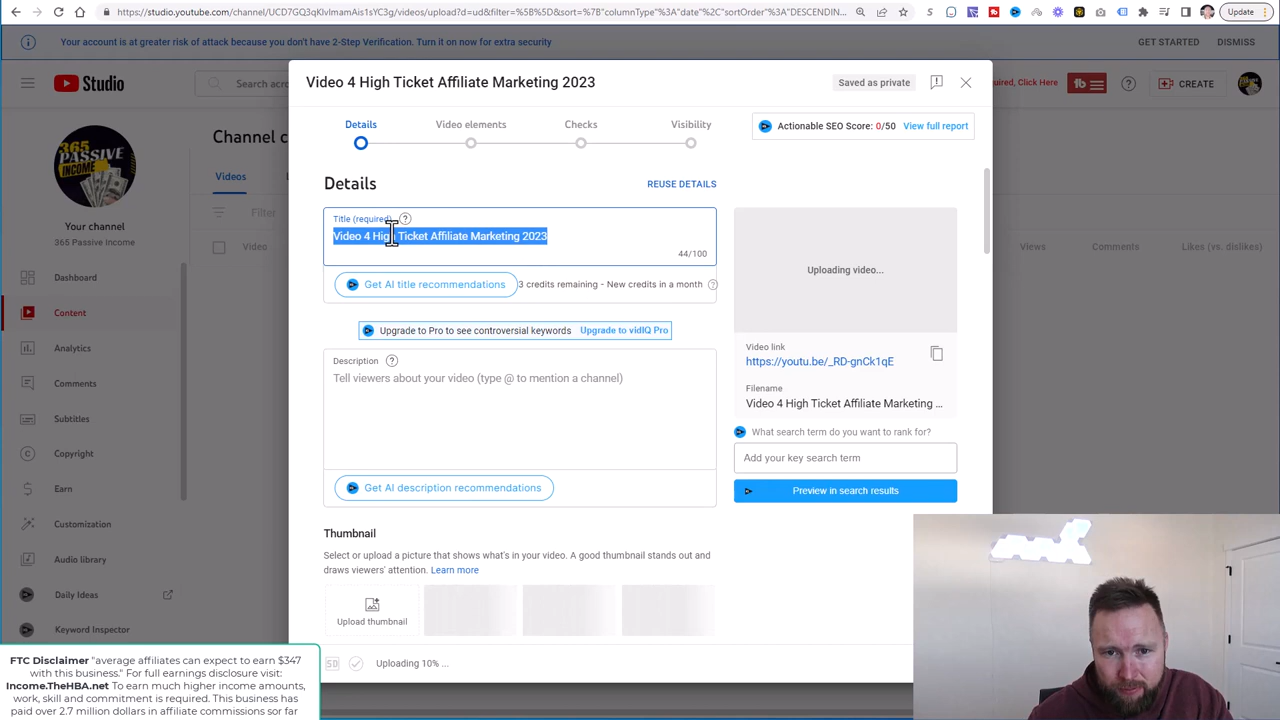 https://studio.youtube.com/channel/UCD7GQ3qKlvlmamAis1sYC3g/videos/upload?d=ud&filter=%5B%5D&sort=%7B"columnType"%3A"date"%2C"sortOrder"%3A"DESCENDIN...
Update
Your account is at greater risk of attack because you don't have 2-Step Verification. Turn it on now for extra security
GET STARTED
DISMISS
Studio
Search acro
ired, Click Here
CREATE
Video 4 High Ticket Affiliate Marketing 2023
Saved as private
Details
Video elements
Checks
Visibility
Actionable SEO Score: 0/50 View full report
Channel c
Videos
Filter
Video
Likes (vs. dislikes)
365
PASSIVE
INCOME
Your channel
365 Passive Income
Dashboard
Content
Analytics
Comments
Subtitles
Copyright
Earn
Customization
Audio library
Daily Ideas
Keyword Inspector
Details
REUSE DETAILS
Title (required)
Video 4 High Ticket Affiliate Marketing 2023
44/100
Get AI title recommendations
3 credits remaining - New credits in a month
Upgrade to Pro to see controversial keywords Upgrade to vidIQ Pro
Description
Tell viewers about your video (type @ to mention a channel)
Get AI description recommendations
Thumbnail
Select or upload a picture that shows what's in your video. A good thumbnail stands out and
draws viewers' attention. Learn more
Upload thumbnail
Uploading video...
Video link
https://youtu.be/_RD-gnCk1qE
Filename
Video 4 High Ticket Affiliate Marketing ...
What search term do you want to rank for?
Add your key search term
Preview in search results
SD
Uploading 10% ...
FTC Disclaimer "average affiliates can expect to earn $347
with this business." For full earnings disclosure visit:
Income.TheHBA.net To earn much higher income amounts,
work, skill and commitment is required. This business has
paid over 2.7 million dollars in affiliate commissions sor far